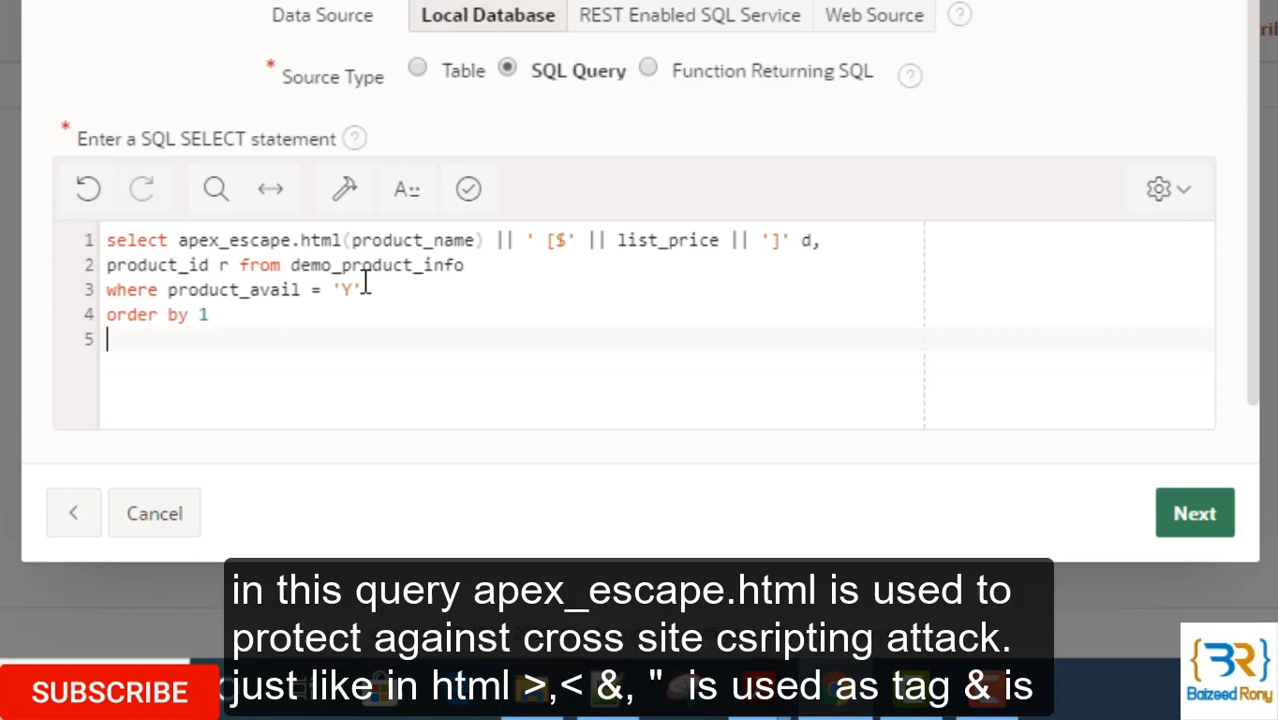 Data Source Local Database REST Enabled SQL Service Web Source ?
* Source Type Table SQL Query Function Returning SQL ?
* Enter a SQL SELECT statement ?
A
1 select apex_escape.html(product_name) || ' [$' || list_price || ']' d,
2 product_id r from demo_product_info
3 where product_avail = 'Y'
4 order by 1
5
Cancel Next
in this query apex_escape.html is used to
protect against cross site csripting attack.
just like in html >,< &, " is used as tag & is
SUBSCRIBE
BR
Baizeed Rony